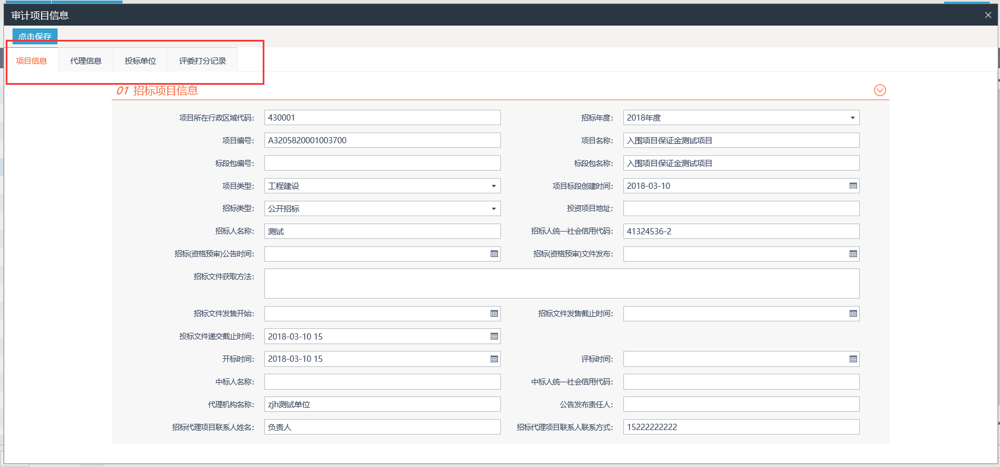 审计项目信息
点击保存
项目信息 代理信息 投标单位 评委打分记录
01 招标项目信息
项目所在行政区域代码: 430001 招标年度: 2018年度
项目编号: A3205820001003700 项目名称: 入围项目保证金测试项目
标段包编号: 标段包名称: 入围项目保证金测试项目
项目类型: 工程建设 项目标段创建时间: 2018-03-10
招标类型: 公开招标 投资项目地址:
招标人名称: 测试 招标人统一社会信用代码: 41324536-2
招标(资格预审)公告时间: 招标(资格预审)文件发布:
招标文件获取方法:
招标文件发售开始: 招标文件发售截止时间:
投标文件递交截止时间: 2018-03-10 15
开标时间: 2018-03-10 15 评标时间:
中标人名称: 中标人统一社会信用代码:
代理机构名称: zjh测试单位 公告发布责任人:
招标代理项目联系人姓名: 负责人 招标代理项目联系人联系方式: 15222222222